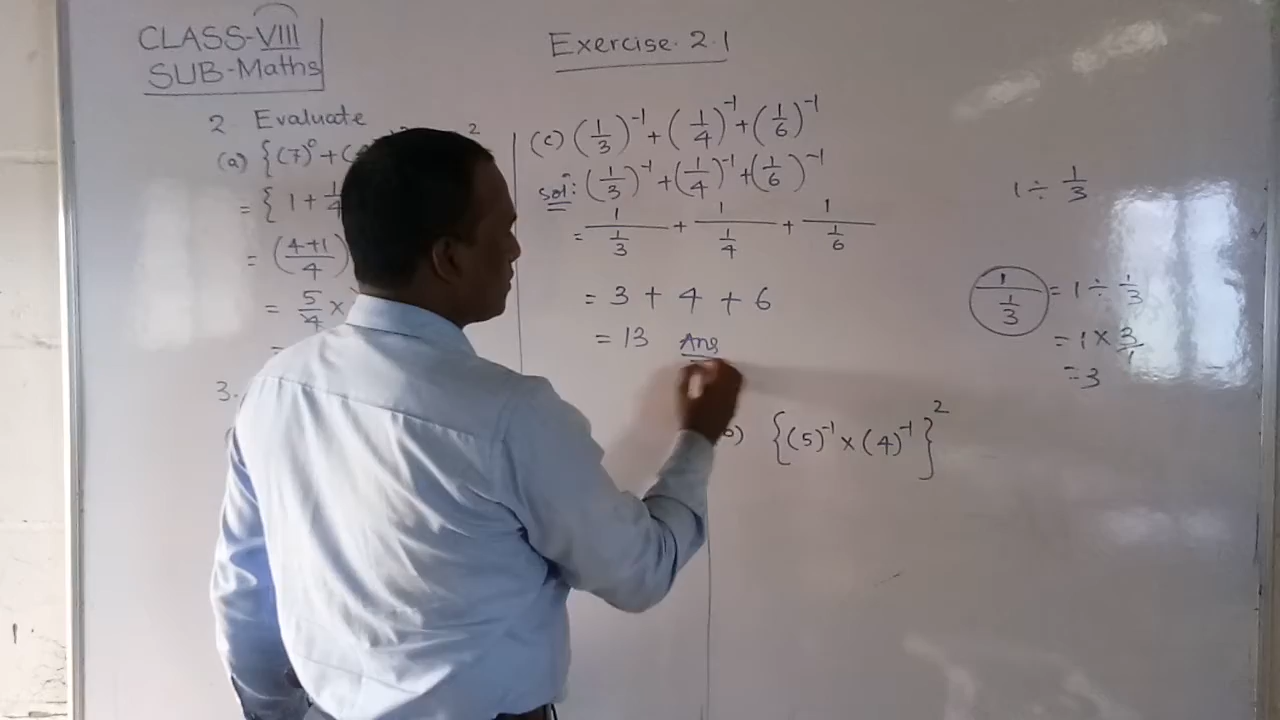 CLASS-VIII
SUB-Maths
Exercise 2.1
2. Evaluate
(a) {(7)⁰ + (
= { 1 + 1/4
= (4+1)/4
= 5/4 ×
3.
(c) (1/3)⁻¹ + (1/4)⁻¹ + (1/6)⁻¹
Solⁿ: (1/3)⁻¹ + (1/4)⁻¹ + (1/6)⁻¹
= 1/(1/3) + 1/(1/4) + 1/(1/6)
= 3 + 4 + 6
= 13 Ans
{(5)⁻¹ × (4)⁻¹}²
1 ÷ 1/3
1/(1/3) = 1 ÷ 1/3
= 1 × 3/1
= 3